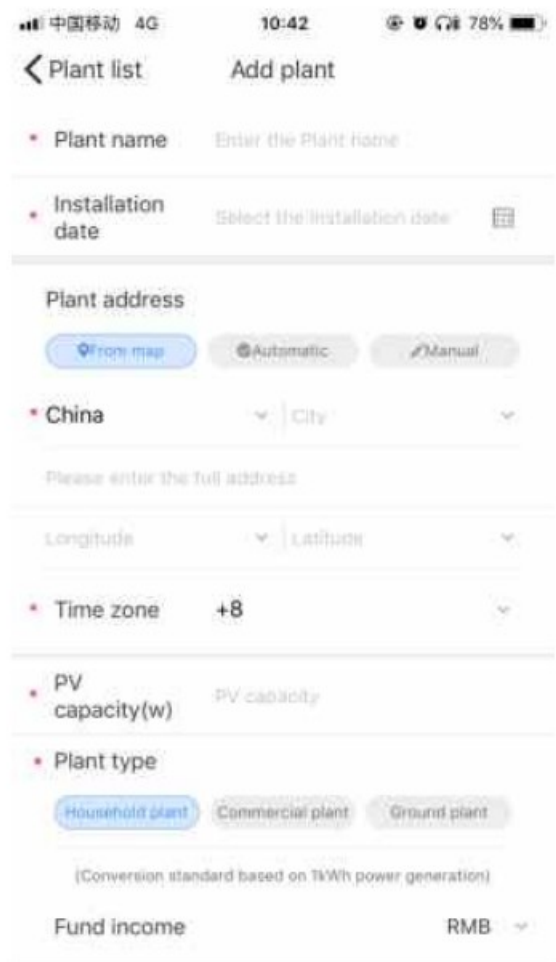 中国移动 4G 10:42 78%
Plant list Add plant
* Plant name Enter the Plant name
* Installation date Select the installation date
Plant address
From map Automatic Manual
* China City
Please enter the full address
Longitude Latitude
* Time zone +8
* PV capacity(w) PV capacity
* Plant type
Household plant Commercial plant Ground plant
(Conversion standard based on 1kWh power generation)
Fund income RMB